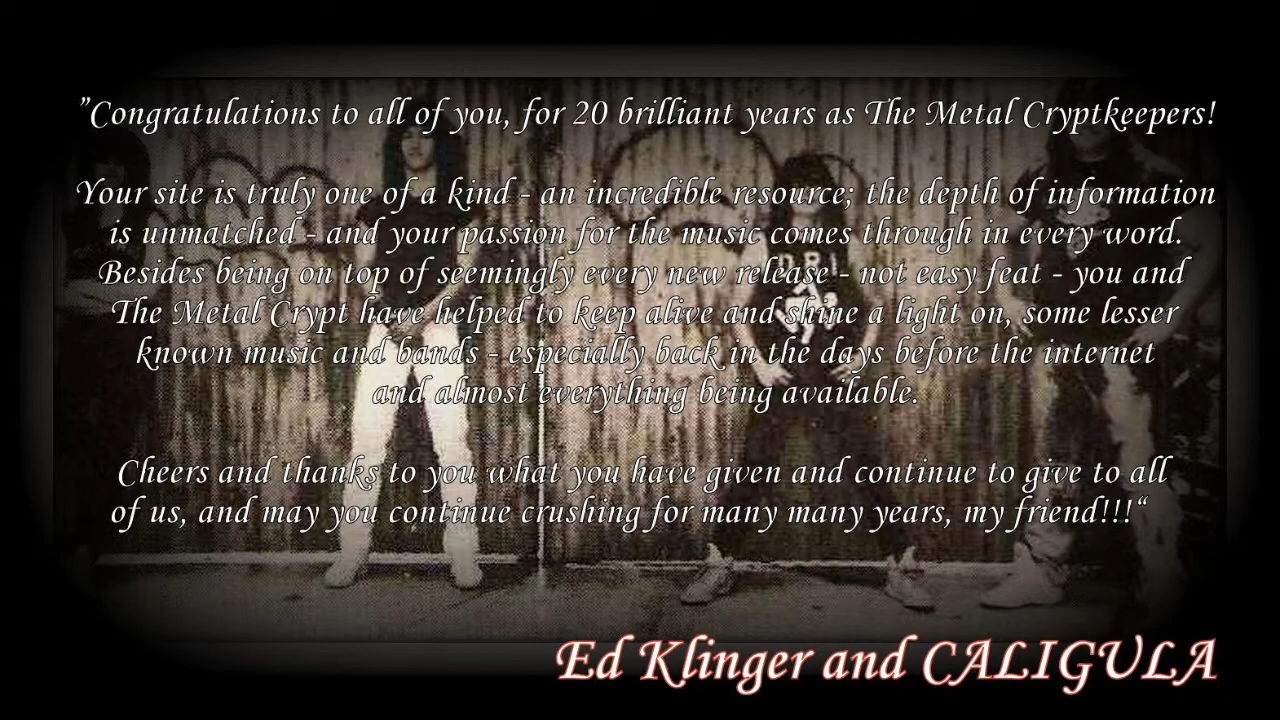 ”Congratulations to all of you, for 20 brilliant years as The Metal Cryptkeepers!
Your site is truly one of a kind - an incredible resource; the depth of information
is unmatched - and your passion for the music comes through in every word.
Besides being on top of seemingly every new release - not easy feat - you and
The Metal Crypt have helped to keep alive and shine a light on, some lesser
known music and bands - especially back in the days before the internet
and almost everything being available.
Cheers and thanks to you what you have given and continue to give to all
of us, and may you continue crushing for many many years, my friend!!!“
D.R.I.
Ed Klinger and CALIGULA